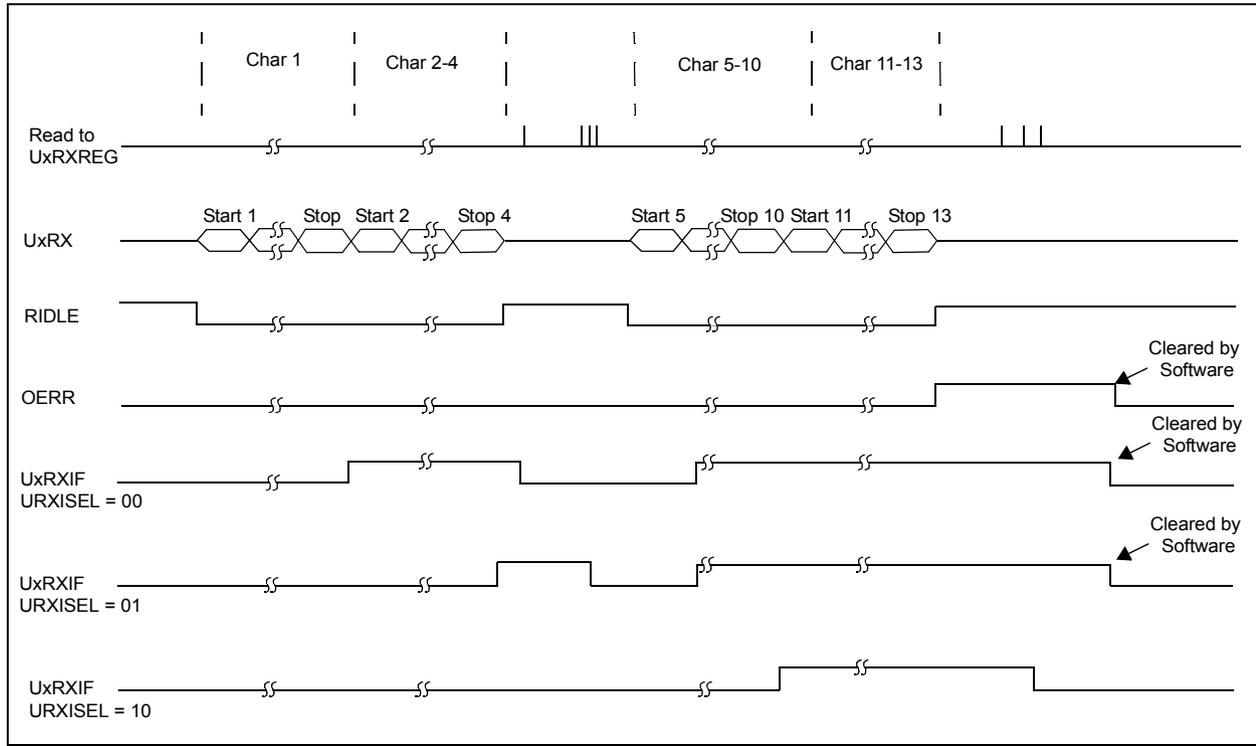 Char 1
Char 2-4
Char 5-10
Char 11-13
Read to
UxRXREG
Start 1
Stop
Start 2
Stop 4
Start 5
Stop 10
Start 11
Stop 13
UxRX
RIDLE
Cleared by
Software
OERR
Cleared by
Software
UxRXIF
URXISEL = 00
Cleared by
Software
UxRXIF
URXISEL = 01
UxRXIF
URXISEL = 10